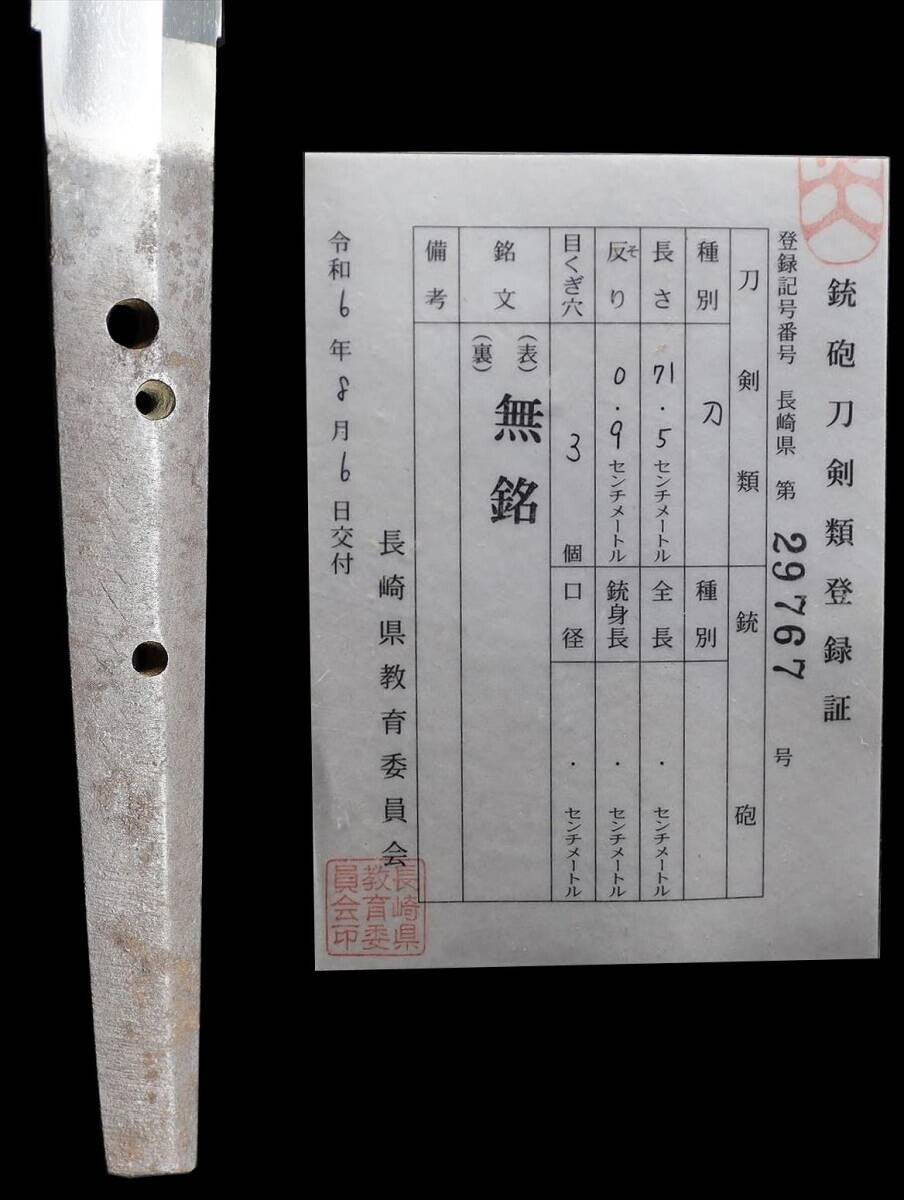 銃砲刀剣類登録証
登録記号番号 長崎県 第 29767 号
刀剣類 銃砲
種別 刀 種別
長さ 71.5 センチメートル 全長 . センチメートル
反り そ 0.9 センチメートル 銃身長 . センチメートル
目くぎ穴 3 個 口径 . センチメートル
銘文 (表) 無銘
(裏)
備考
長崎県教育委員会
令和6年8月6日交付
長崎県
教育委
員会印